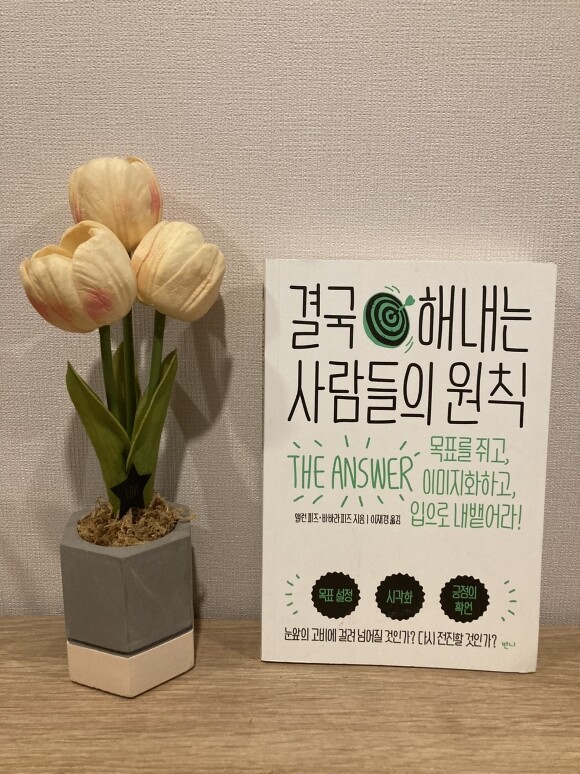 결국 해내는
사람들의 원칙
THE ANSWER
목표를 쥐고,
이미지화하고,
입으로 내뱉어라!
앨런 피즈·바바라 피즈 지음 | 이재경 옮김
목표 설정
시각화
긍정의
확언
눈앞의 고비에 걸려 넘어질 것인가? 다시 전진할 것인가?
반니